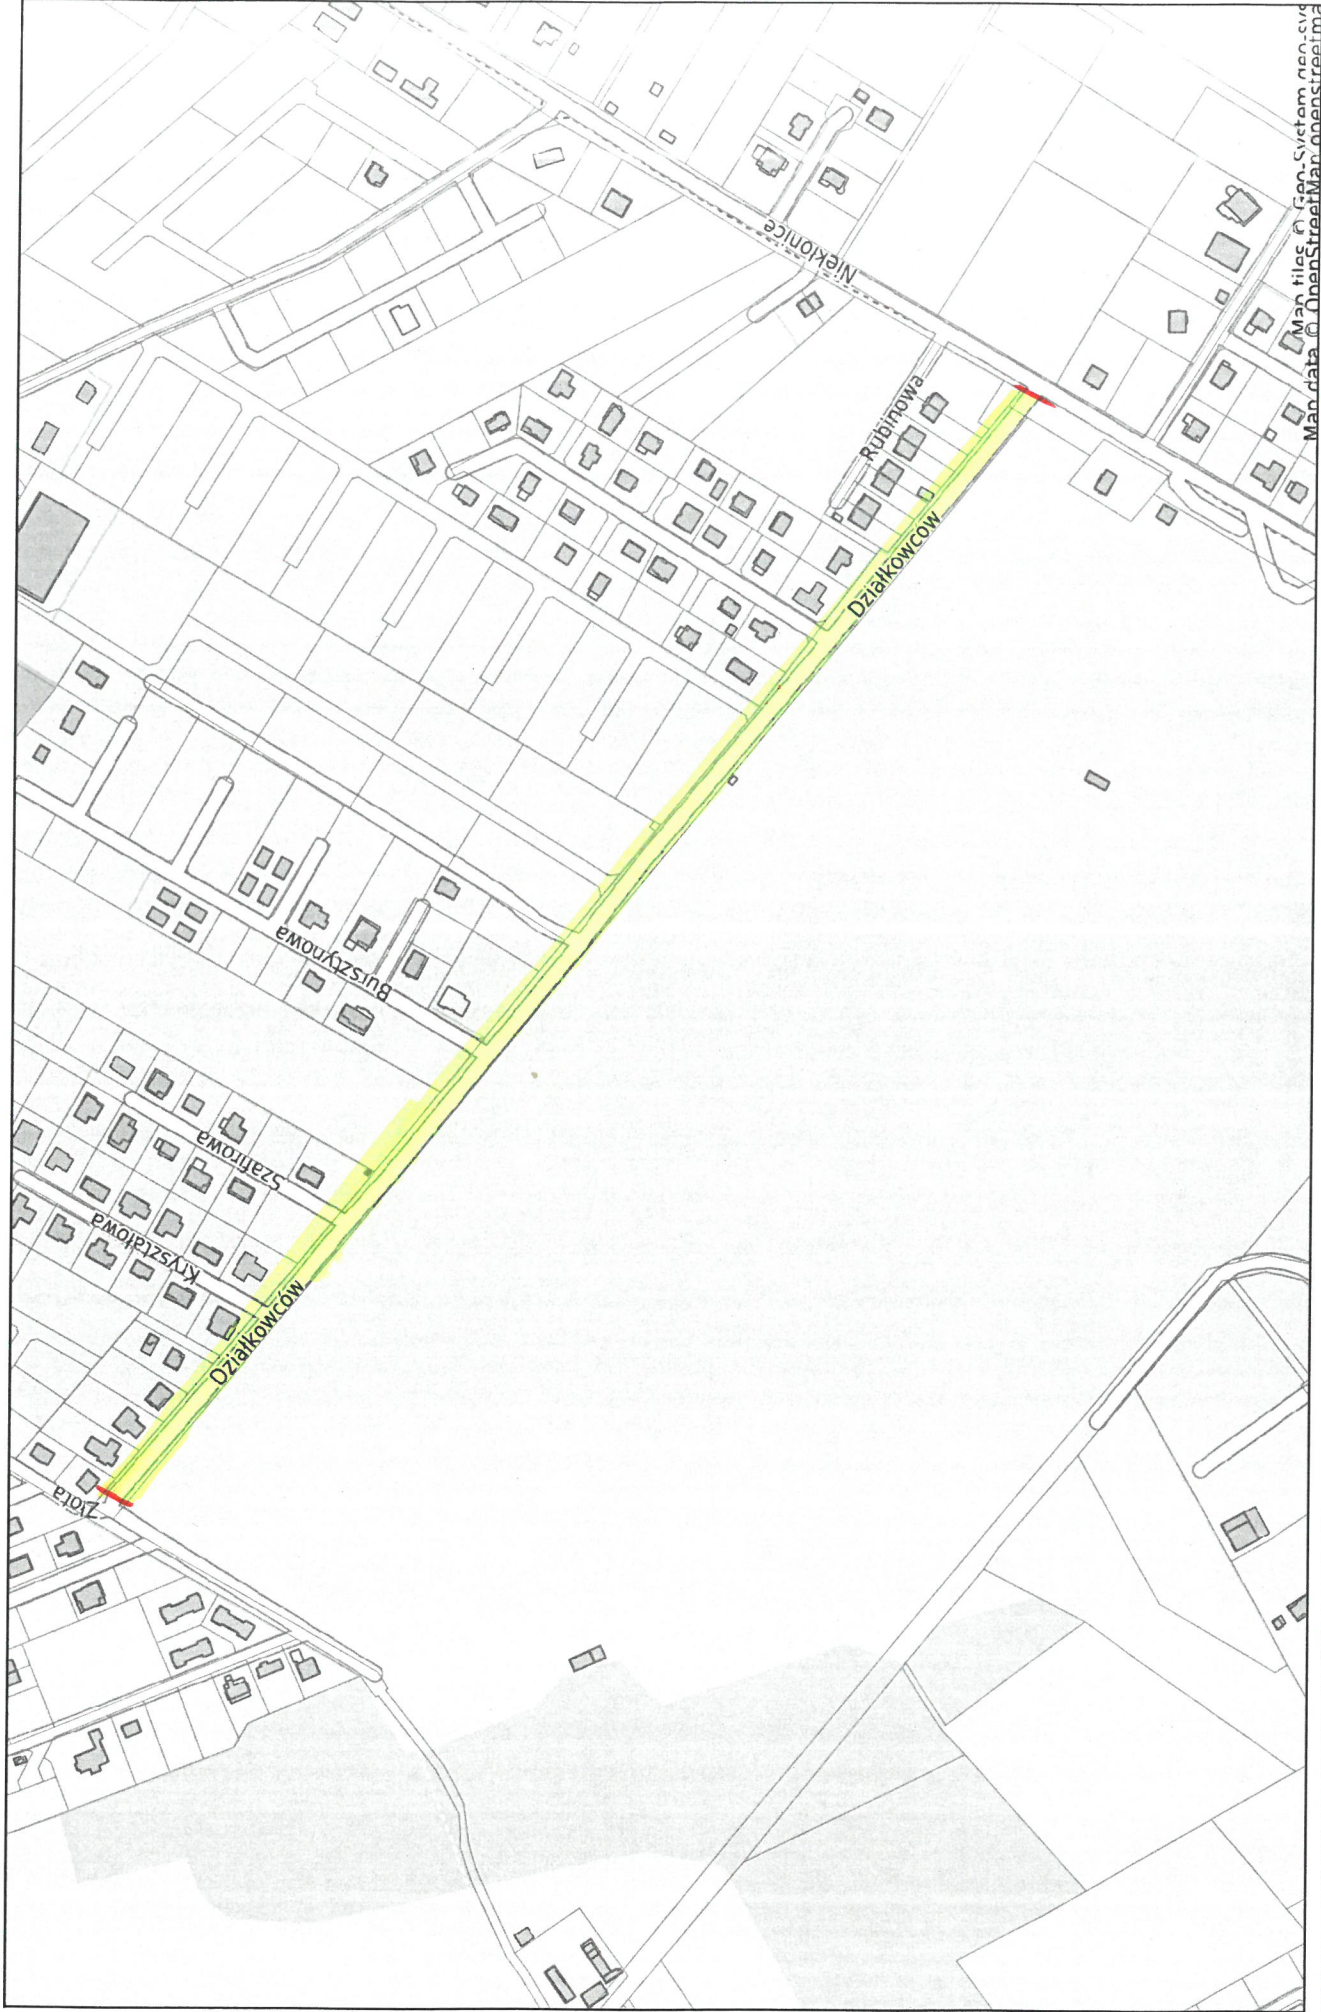 Map tiles © Geo-System geo-sys
Map data © OpenStreetMap openstreetma
Niekłonice
Rubinowa
Działkowców
Bursztynowa
Szafirowa
Kryształowa
Działkowców
Złota